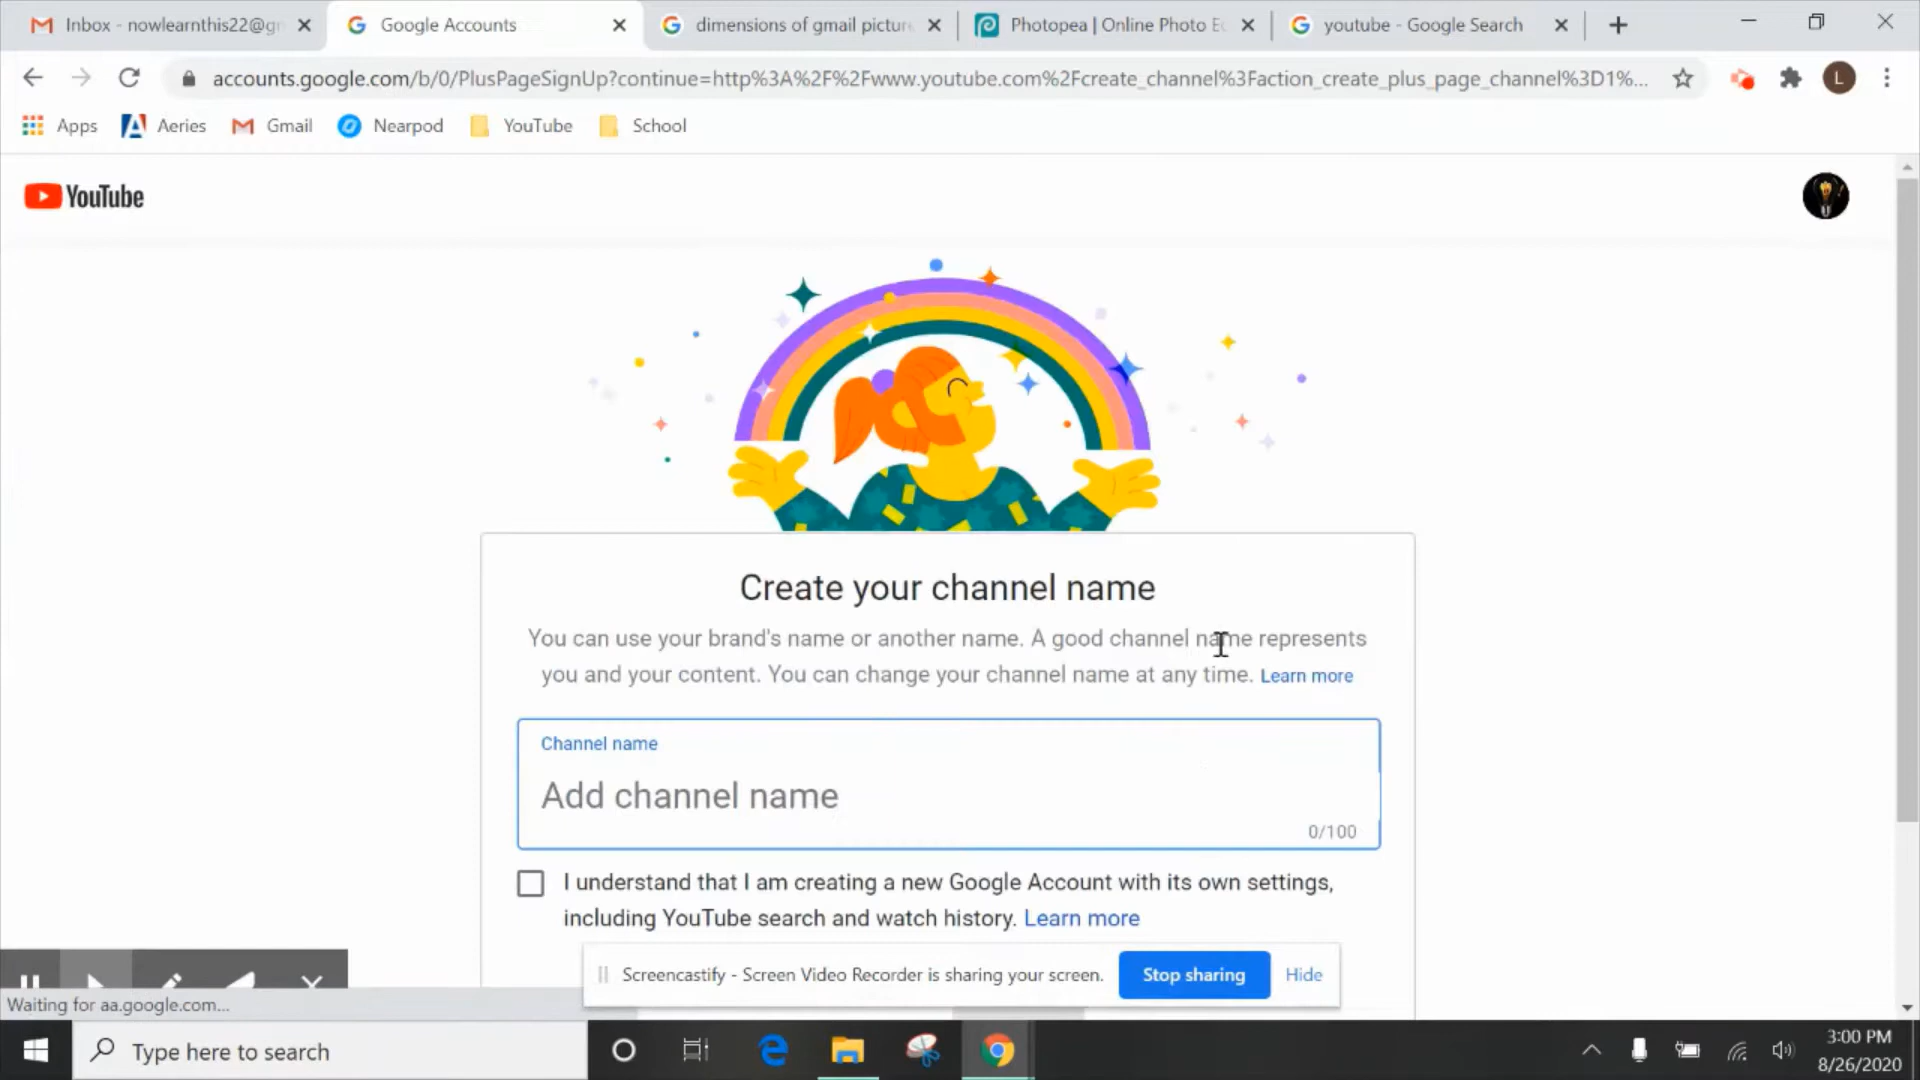 Inbox - nowlearnthis22@g
Google Accounts
dimensions of gmail pictur
Photopea | Online Photo E
youtube - Google Search
accounts.google.com/b/0/PlusPageSignUp?continue=http%3A%2F%2Fwww.youtube.com%2Fcreate_channel%3Faction_create_plus_page_channel%3D1%...
L
Apps
Aeries
Gmail
Nearpod
YouTube
School
YouTube
Create your channel name
You can use your brand's name or another name. A good channel name represents
you and your content. You can change your channel name at any time. Learn more
Channel name
Add channel name
0/100
I understand that I am creating a new Google Account with its own settings,
including YouTube search and watch history. Learn more
Screencastify - Screen Video Recorder is sharing your screen.
Stop sharing
Hide
Waiting for aa.google.com...
Type here to search
3:00 PM
8/26/2020